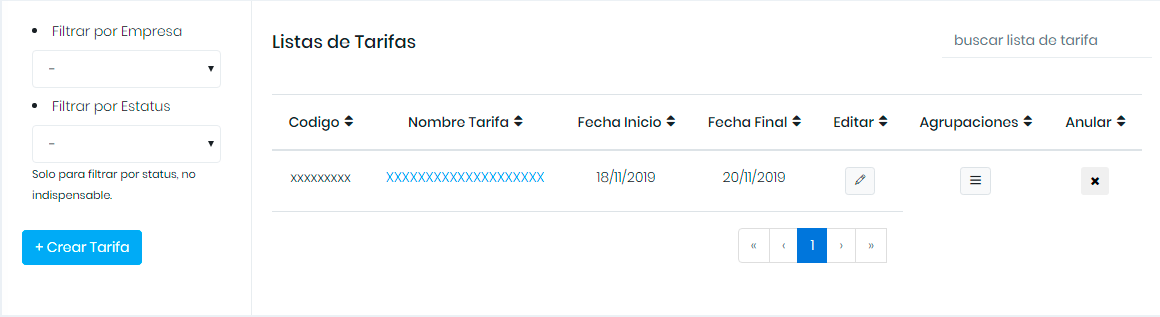 Filtrar por Empresa
-
Filtrar por Estatus
-
Solo para filtrar por status, no
indispensable.
+ Crear Tarifa
Listas de Tarifas
buscar lista de tarifa
Codigo Nombre Tarifa Fecha Inicio Fecha Final Editar Agrupaciones Anular
xxxxxxxxx XXXXXXXXXXXXXXXXXXXX 18/11/2019 20/11/2019
« ‹ 1 › »